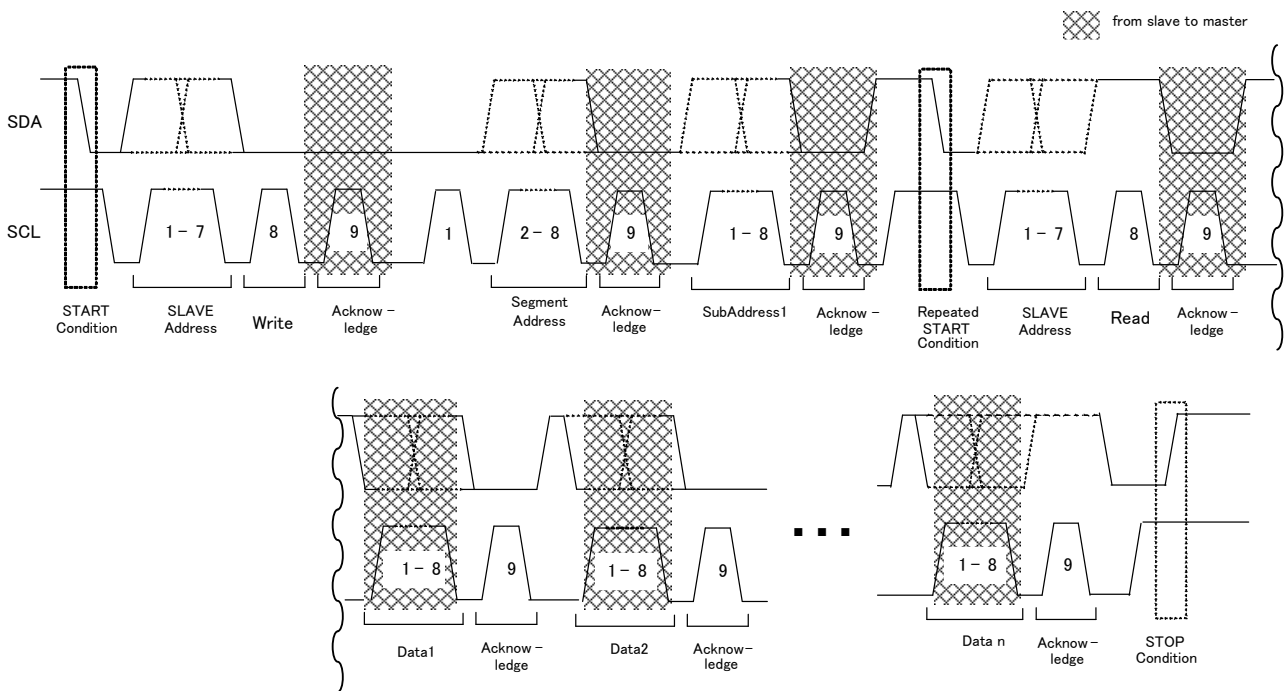 from slave to master
SDA
SCL
1 - 7
8
9
1
2 - 8
9
1 - 8
9
1 - 7
8
9
START
Condition
SLAVE
Address
Write
Acknow -
ledge
Segment
Address
Acknow -
ledge
SubAddress1
Acknow -
ledge
Repeated
START
Condition
SLAVE
Address
Read
Acknow -
ledge
1 - 8
9
1 - 8
9
...
1 - 8
9
Data1
Acknow -
ledge
Data2
Acknow -
ledge
Data n
Acknow -
ledge
STOP
Condition